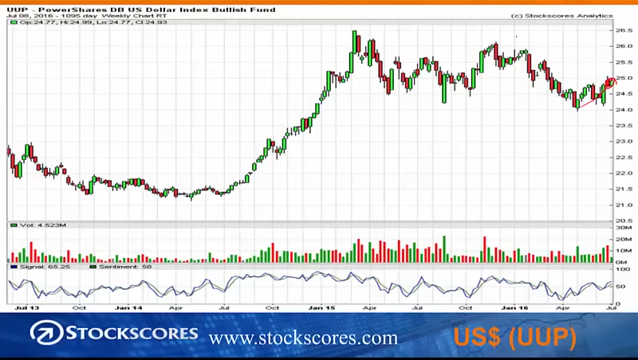 UUP - PowerShares DB US Dollar Index Bullish Fund
Jul 08, 2016 - 1095 day Weekly Chart RT (c) Stockscores Analytics
Op:24.77, Hi:24.99, Lo:24.77, Cl:24.93
26.5
26.0
25.5
25.0
24.5
24.0
23.5
23.0
22.5
22.0
21.5
21.0
20.5
Vol: 4.523M
30M
20M
10M
0M
Signal: 65.25 Sentiment: 58
100
50
0
Jul 13 Oct Jan 14 Apr Jul Oct Jan 15 Apr Jul Oct Jan 16 Apr Jul
STOCKSCORES www.stockscores.com US$ (UUP)